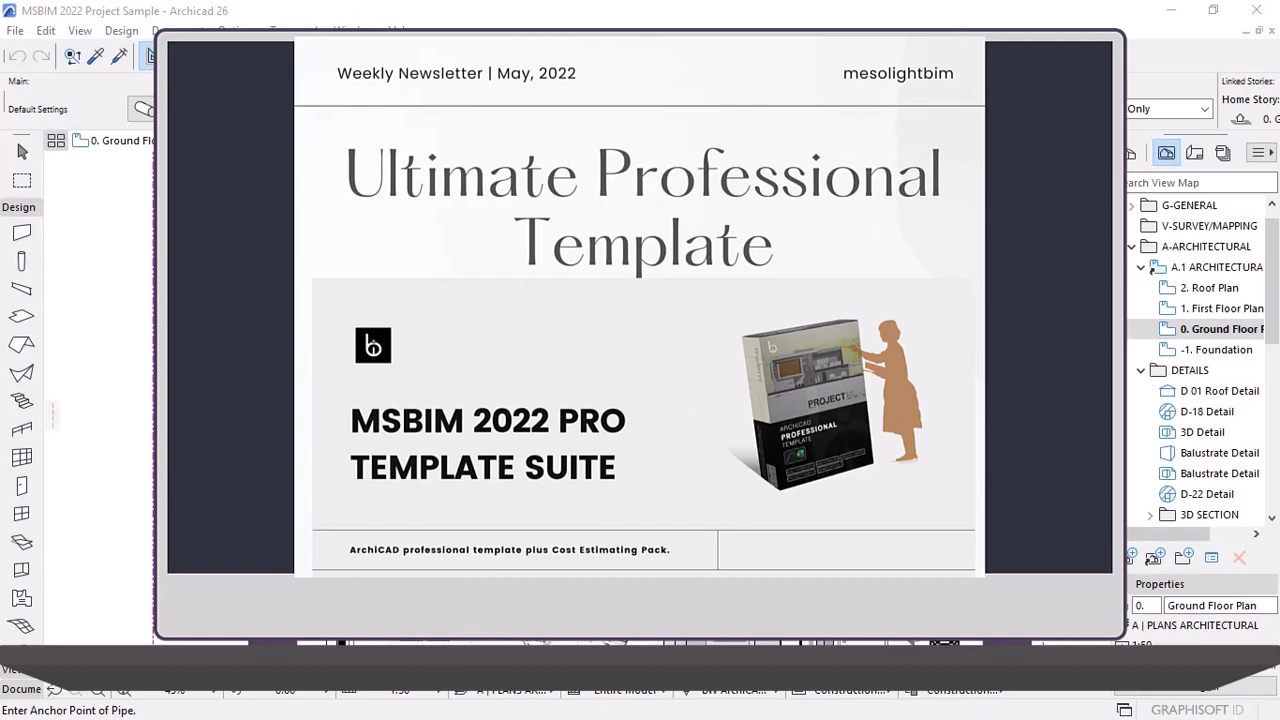 MSBIM 2022 Project Sample - Archicad 26
File Edit View Design
Weekly Newsletter | May, 2022
mesolightbim
Main:
Default Settings
Linked Stories:
Home Story:
Only
0. Ground Flo
Ultimate Professional
Template
Design
earch View Map
G-GENERAL
V-SURVEY/MAPPING
A-ARCHITECTURAL
A.1 ARCHITECTURA
2. Roof Plan
1. First Floor Plan
0. Ground Floor F
-1. Foundation
DETAILS
D 01 Roof Detail
D-18 Detail
3D Detail
Balustrate Detail
Balustrate Detail
D-22 Detail
3D SECTION
MSBIM 2022 PRO
TEMPLATE SUITE
PROJECT
ARCHICAD
PROFESSIONAL
TEMPLATE
ArchiCAD professional template plus Cost Estimating Pack.
Properties
0. Ground Floor Plan
A | PLANS ARCHITECTURAL
1:50
Docume
Enter Anchor Point of Pipe.
GRAPHISOFT ID